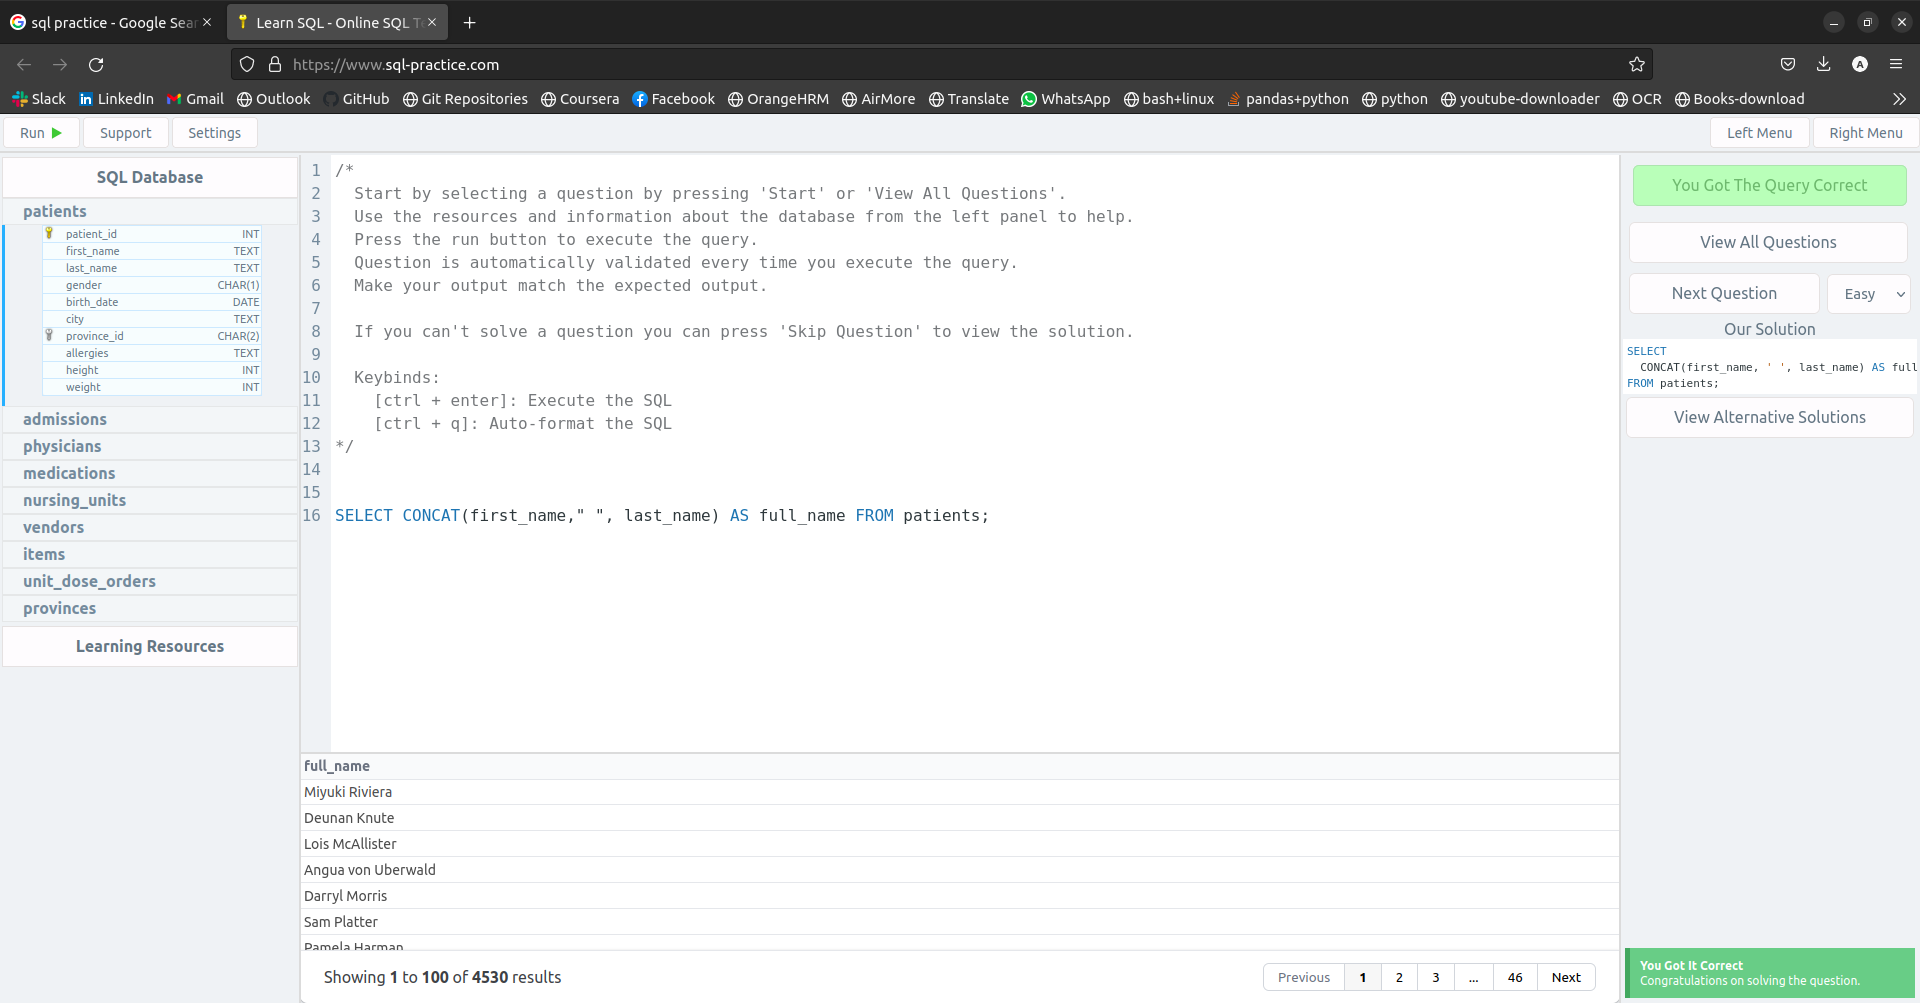 sql practice - Google Sear
Learn SQL - Online SQL Te
https://www.sql-practice.com
Slack LinkedIn Gmail Outlook GitHub Git Repositories Coursera Facebook OrangeHRM AirMore Translate WhatsApp bash+linux pandas+python python youtube-downloader OCR Books-download
Run Support Settings Left Menu Right Menu
SQL Database
patients
patient_id INT
first_name TEXT
last_name TEXT
gender CHAR(1)
birth_date DATE
city TEXT
province_id CHAR(2)
allergies TEXT
height INT
weight INT
admissions
physicians
medications
nursing_units
vendors
items
unit_dose_orders
provinces
Learning Resources
1 /*
2 Start by selecting a question by pressing 'Start' or 'View All Questions'.
3 Use the resources and information about the database from the left panel to help.
4 Press the run button to execute the query.
5 Question is automatically validated every time you execute the query.
6 Make your output match the expected output.
7
8 If you can't solve a question you can press 'Skip Question' to view the solution.
9
10 Keybinds:
11 [ctrl + enter]: Execute the SQL
12 [ctrl + q]: Auto-format the SQL
13 */
14
15
16 SELECT CONCAT(first_name," ", last_name) AS full_name FROM patients;
full_name
Miyuki Riviera
Deunan Knute
Lois McAllister
Angua von Uberwald
Darryl Morris
Sam Platter
Pamela Harman
Showing 1 to 100 of 4530 results
Previous 1 2 3 ... 46 Next
You Got The Query Correct
View All Questions
Next Question Easy
Our Solution
SELECT
CONCAT(first_name, ' ', last_name) AS full
FROM patients;
View Alternative Solutions
You Got It Correct
Congratulations on solving the question.
A